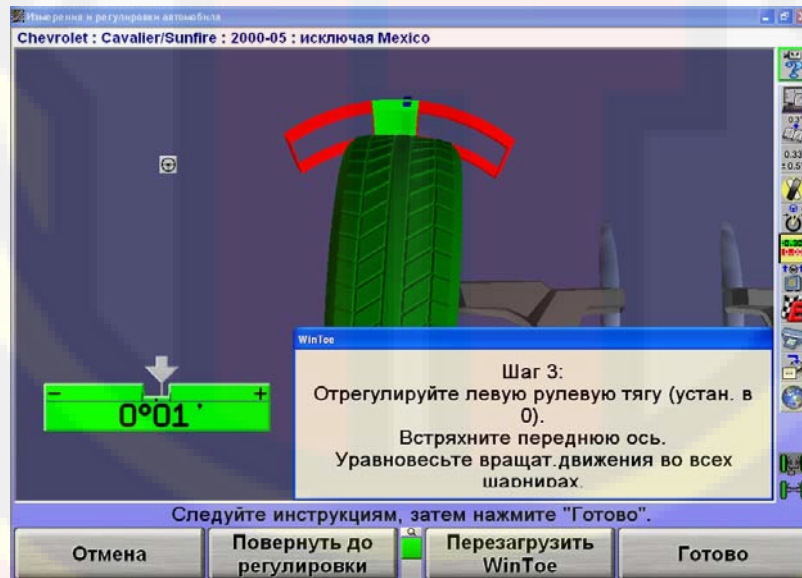 Измерения и регулировки автомобиля
Chevrolet : Cavalier/Sunfire : 2000-05 : исключая Mexico
WinToe
Шаг 3:
Отрегулируйте левую рулевую тягу (устан. в
0).
Встряхните переднюю ось.
Уравновесьте вращат.движения во всех
шарнирах.
- +
0°01'
Следуйте инструкциям, затем нажмите "Готово".
Отмена
Повернуть до
регулировки
Перезагрузить
WinToe
Готово